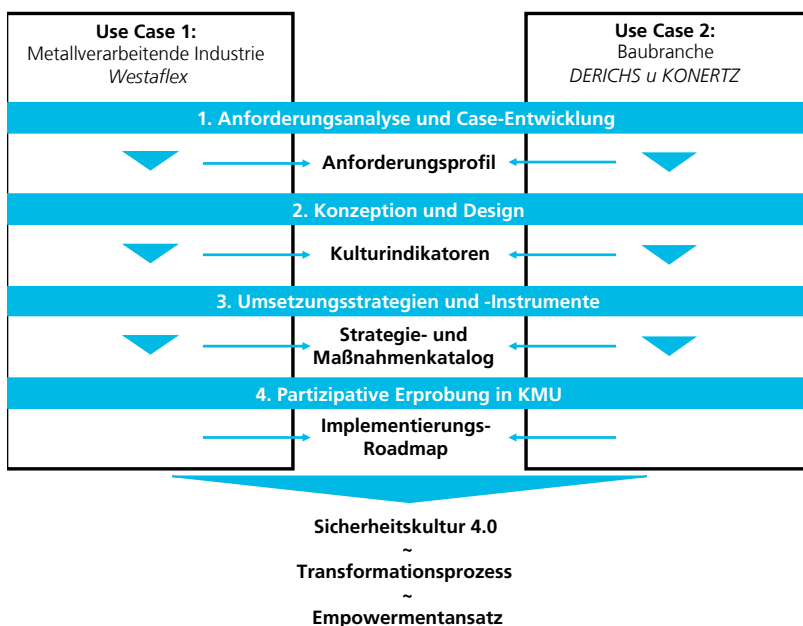 Use Case 1:
Metallverarbeitende Industrie
Westaflex
Use Case 2:
Baubranche
DERICHS u KONERTZ
1. Anforderungsanalyse und Case-Entwicklung
Anforderungsprofil
2. Konzeption und Design
Kulturindikatoren
3. Umsetzungsstrategien und -Instrumente
Strategie- und
Maßnahmenkatalog
4. Partizipative Erprobung in KMU
Implementierungs-
Roadmap
Sicherheitskultur 4.0
~
Transformationsprozess
~
Empowermentansatz